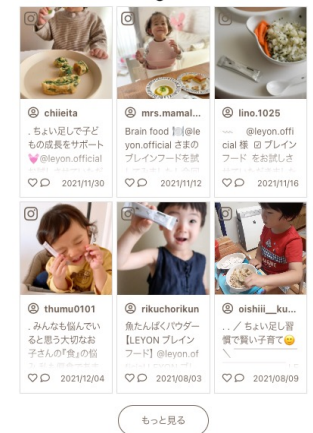 chiieita
. ちょい足しで子ど
もの成長をサポート
💓@leyon.official
2021/11/30
mrs.mamal...
Brain food 🍽@le
yon.official さまの
ブレインフードを試
2021/11/12
lino.1025
﹏ @leyon.offi
cial 様 ☑ ブレイン
フード をお試しさ
2021/11/16
thumu0101
. . みんなも悩んでい
ると思う大切なお
子さんの『食』の悩
2021/12/04
rikuchorikun
魚たんぱくパウダー
【LEYON ブレイン
フード】 @leyon.of
2021/08/03
oishiii__ku...
. . ／ ちょい足し習
慣で賢い子育て😊
＼
2021/08/09
もっと見る